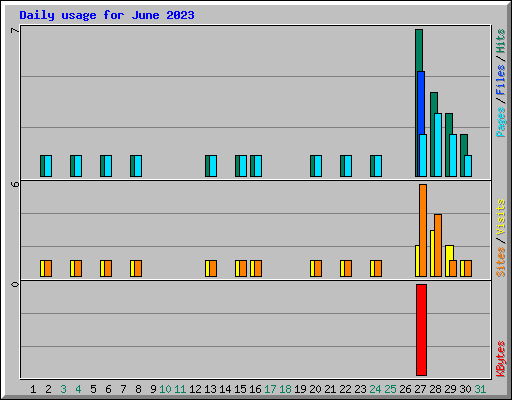 Daily usage for June 2023
7
6
0
Pages / Files / Hits
Sites / Visits
KBytes
1 2 3 4 5 6 7 8 9 10 11 12 13 14 15 16 17 18 19 20 21 22 23 24 25 26 27 28 29 30 31